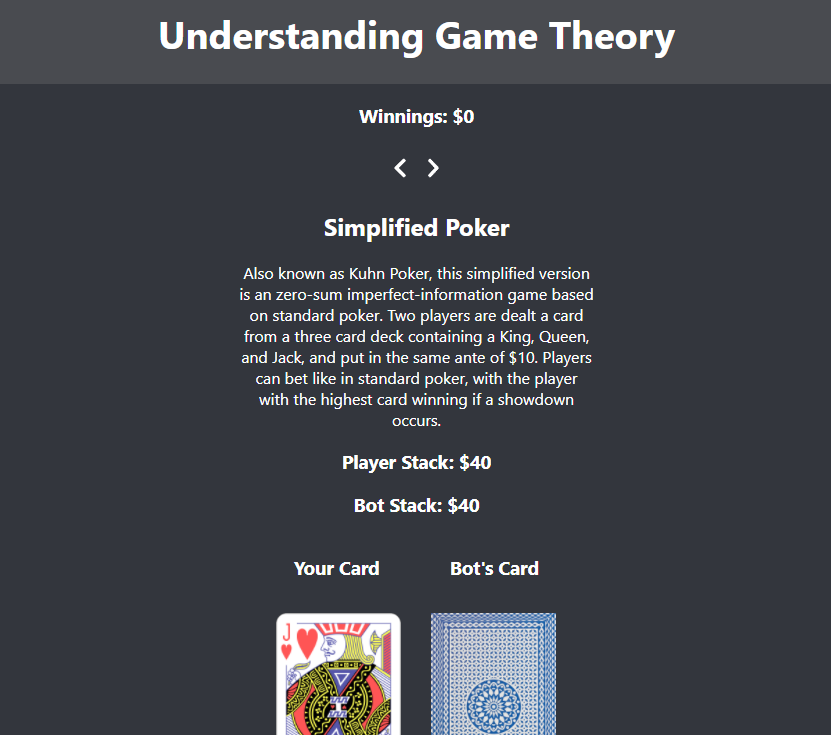 Understanding Game Theory
Winnings: $0
Simplified Poker
Also known as Kuhn Poker, this simplified version
is an zero-sum imperfect-information game based
on standard poker. Two players are dealt a card
from a three card deck containing a King, Queen,
and Jack, and put in the same ante of $10. Players
can bet like in standard poker, with the player
with the highest card winning if a showdown
occurs.
Player Stack: $40
Bot Stack: $40
Your Card
Bot's Card
J